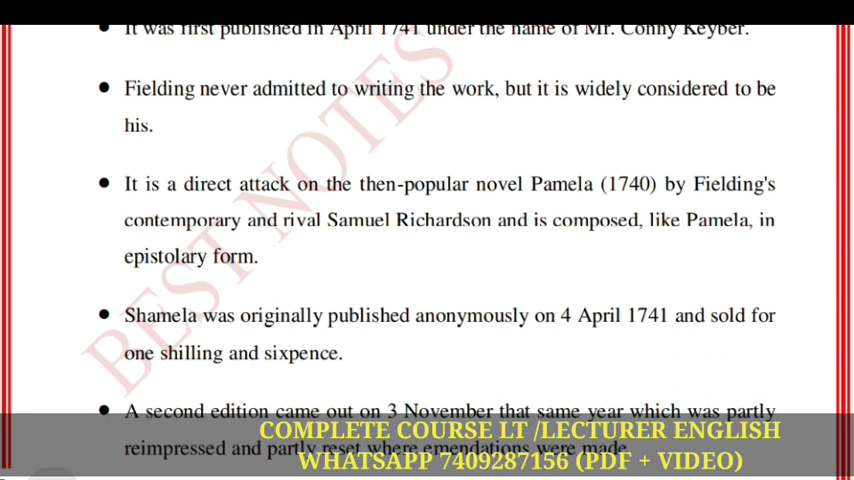 It was first published in April 1741 under the name of Mr. Conny Keyber.
Fielding never admitted to writing the work, but it is widely considered to be
his.
It is a direct attack on the then-popular novel Pamela (1740) by Fielding's
contemporary and rival Samuel Richardson and is composed, like Pamela, in
epistolary form.
Shamela was originally published anonymously on 4 April 1741 and sold for
one shilling and sixpence.
A second edition came out on 3 November that same year which was partly
reimpressed and partly reset where emendations were made.
BEST NOTES
COMPLETE COURSE LT /LECTURER ENGLISH
WHATSAPP 7409287156 (PDF + VIDEO)